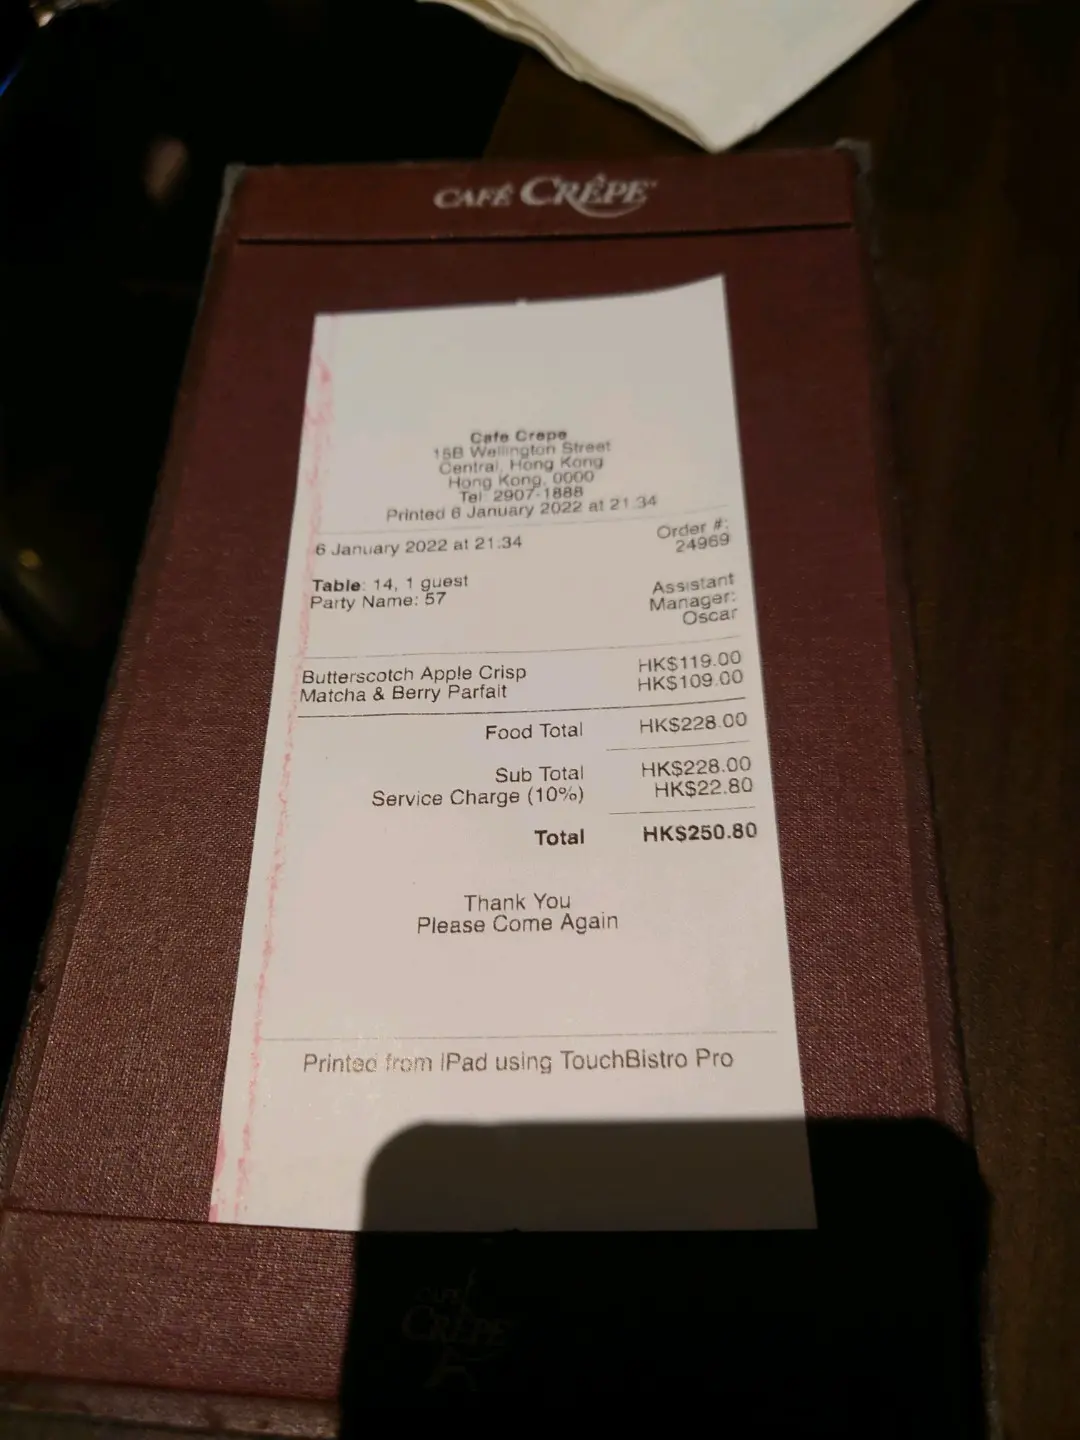 CAFÉ CRÊPE
Cafe Crepe
15B Wellington Street
Central, Hong Kong
Hong Kong, 0000
Tel: 2907-1888
Printed 6 January 2022 at 21:34
6 January 2022 at 21:34
Order #:
24969
Table: 14, 1 guest
Party Name: 57
Assistant
Manager:
Oscar
Butterscotch Apple Crisp HK$119.00
Matcha & Berry Parfait HK$109.00
Food Total HK$228.00
Sub Total HK$228.00
Service Charge (10%) HK$22.80
Total HK$250.80
Thank You
Please Come Again
Printed from iPad using TouchBistro Pro
CAFÉ
CRÊPE